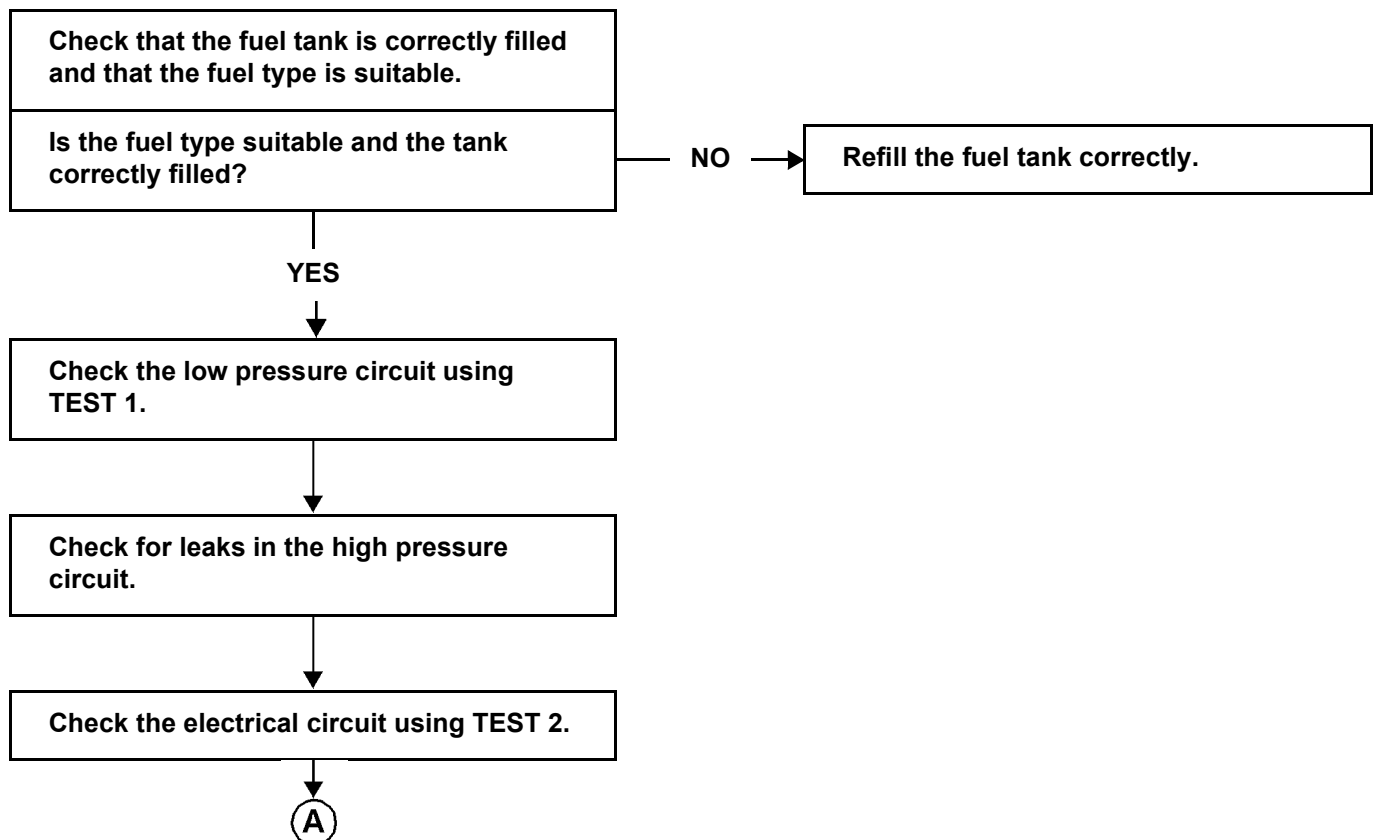 Check that the fuel tank is correctly filled
and that the fuel type is suitable.
Is the fuel type suitable and the tank
correctly filled?
NO
Refill the fuel tank correctly.
YES
Check the low pressure circuit using
TEST 1.
Check for leaks in the high pressure
circuit.
Check the electrical circuit using TEST 2.
A